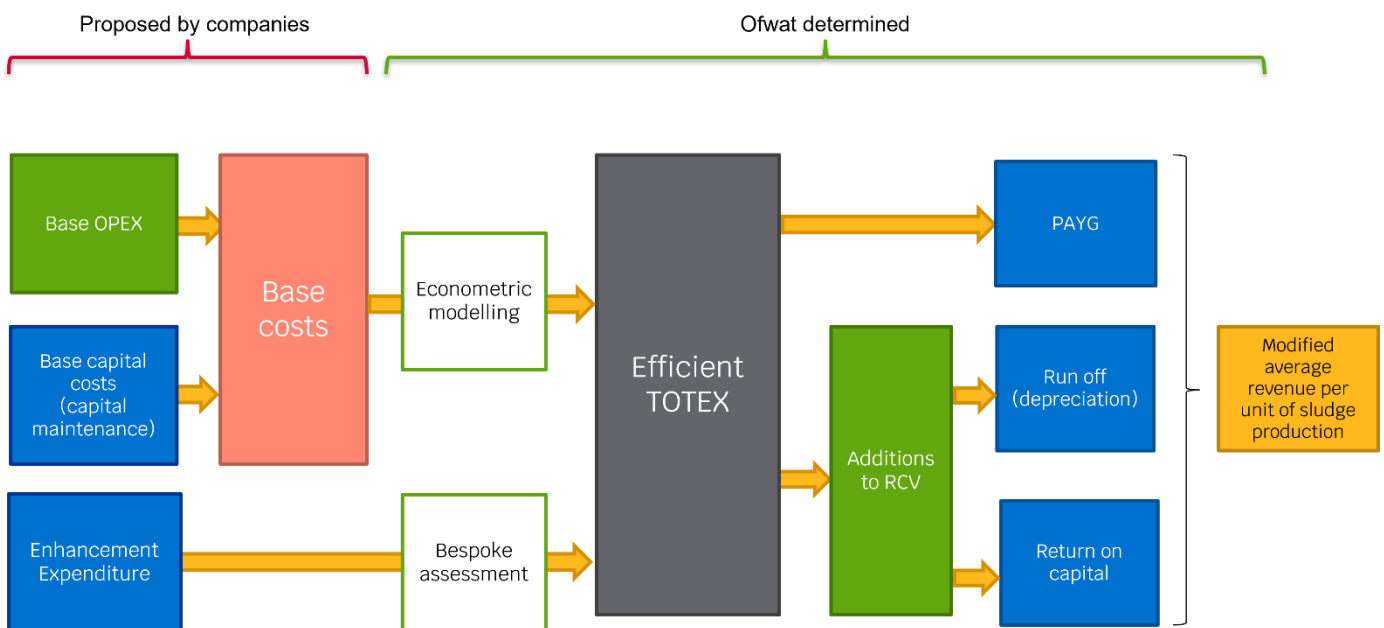 Proposed by companies
Ofwat determined
Base OPEX
Base capital
costs
(capital
maintenance)
Enhancement
Expenditure
Base
costs
Econometric
modelling
Bespoke
assessment
Efficient
TOTEX
Additions
to RCV
PAYG
Run off
(depreciation)
Return on
capital
Modified
average
revenue per
unit of sludge
production